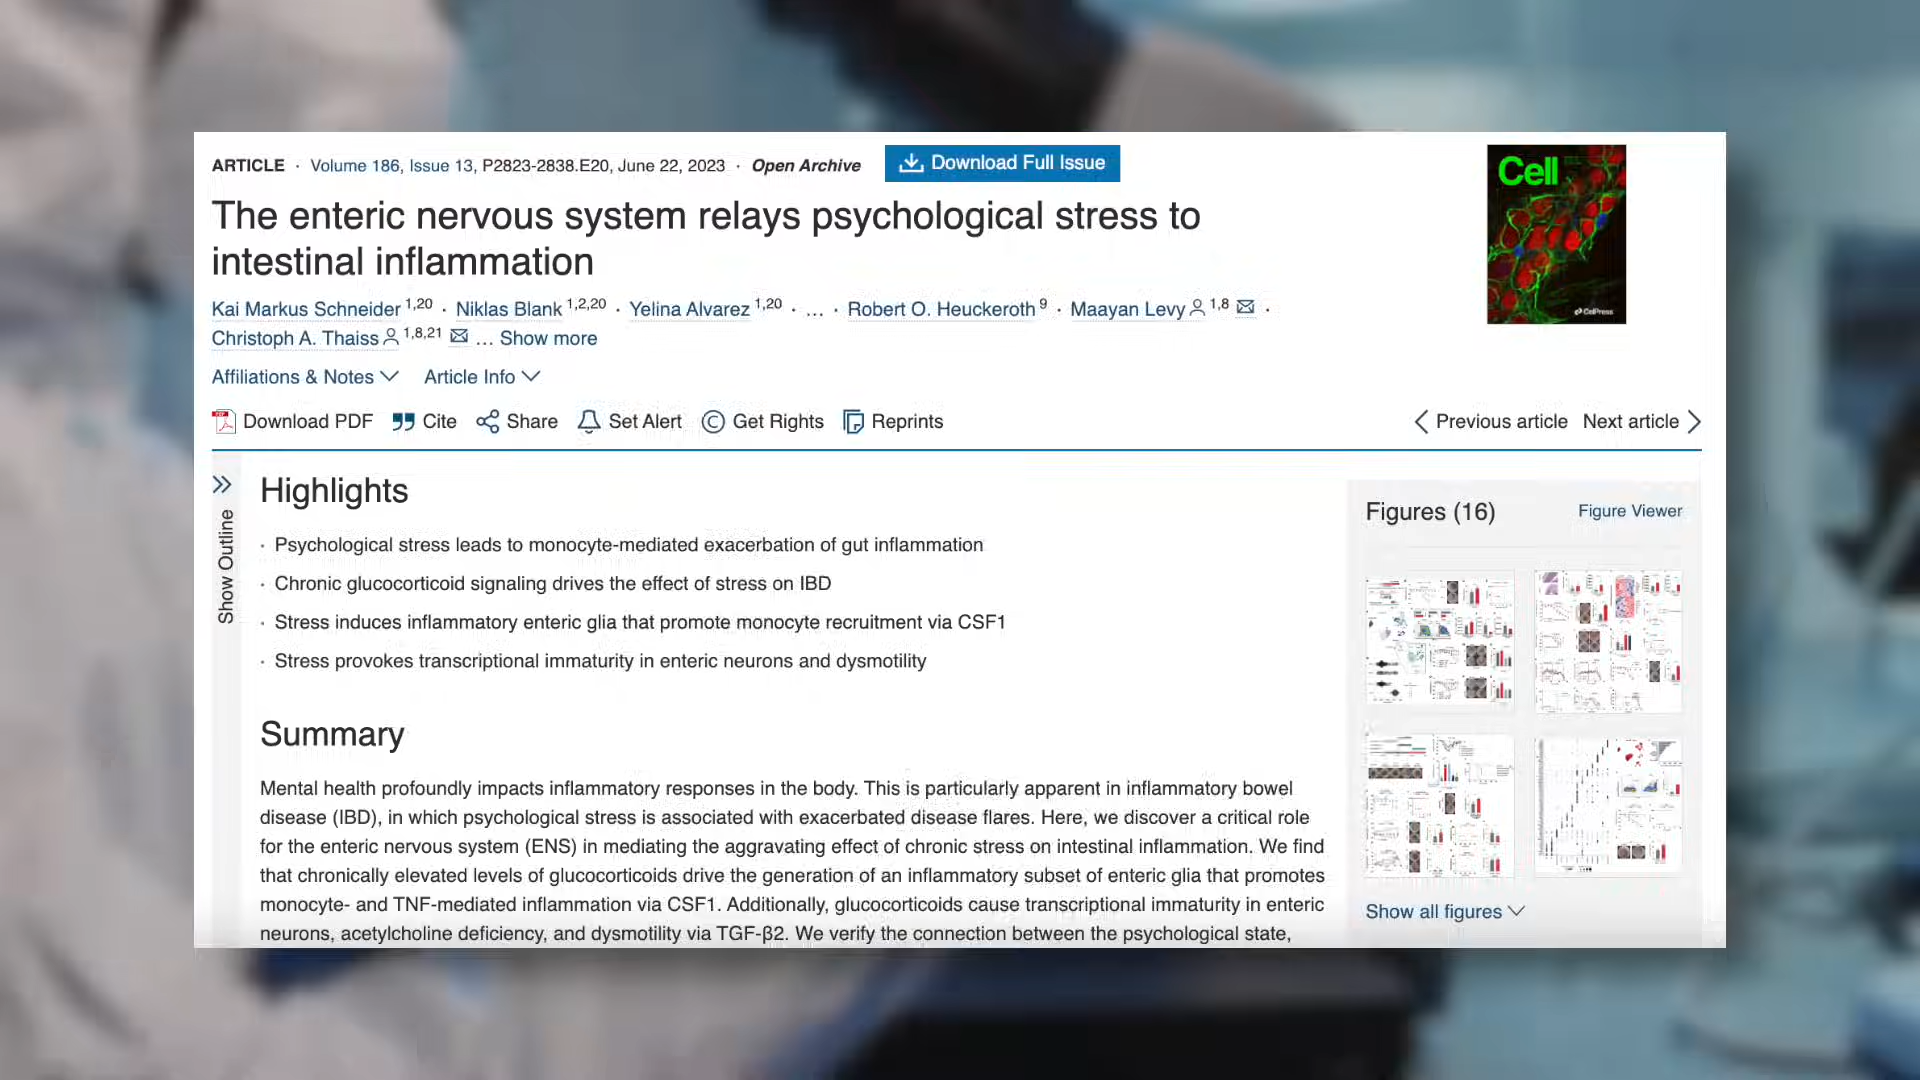 ARTICLE · Volume 186, Issue 13, P2823-2838.E20, June 22, 2023 · Open Archive
Download Full Issue
Cell
CellPress
The enteric nervous system relays psychological stress to
intestinal inflammation
Kai Markus Schneider 1,20 · Niklas Blank 1,2,20 · Yelina Alvarez 1,20 · ... · Robert O. Heuckeroth 9 · Maayan Levy 1,8 ·
Christoph A. Thaiss 1,8,21 ... Show more
Affiliations & Notes Article Info
Download PDF Cite Share Set Alert Get Rights Reprints
Previous article Next article
Show Outline
Highlights
· Psychological stress leads to monocyte-mediated exacerbation of gut inflammation
· Chronic glucocorticoid signaling drives the effect of stress on IBD
· Stress induces inflammatory enteric glia that promote monocyte recruitment via CSF1
· Stress provokes transcriptional immaturity in enteric neurons and dysmotility
Summary
Mental health profoundly impacts inflammatory responses in the body. This is particularly apparent in inflammatory bowel
disease (IBD), in which psychological stress is associated with exacerbated disease flares. Here, we discover a critical role
for the enteric nervous system (ENS) in mediating the aggravating effect of chronic stress on intestinal inflammation. We find
that chronically elevated levels of glucocorticoids drive the generation of an inflammatory subset of enteric glia that promotes
monocyte- and TNF-mediated inflammation via CSF1. Additionally, glucocorticoids cause transcriptional immaturity in enteric
neurons, acetylcholine deficiency, and dysmotility via TGF-β2. We verify the connection between the psychological state,
Figures (16)
Figure Viewer
Show all figures